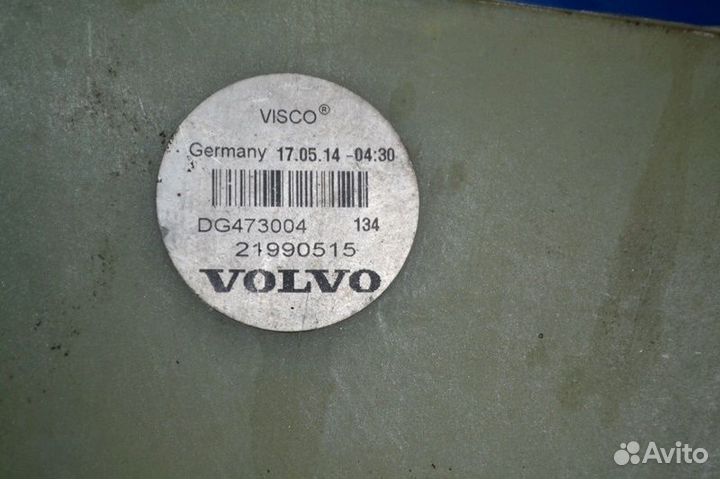 VISCO®
Germany 17.05.14 -04:30
DG473004 134
21990515
VOLVO
Avito